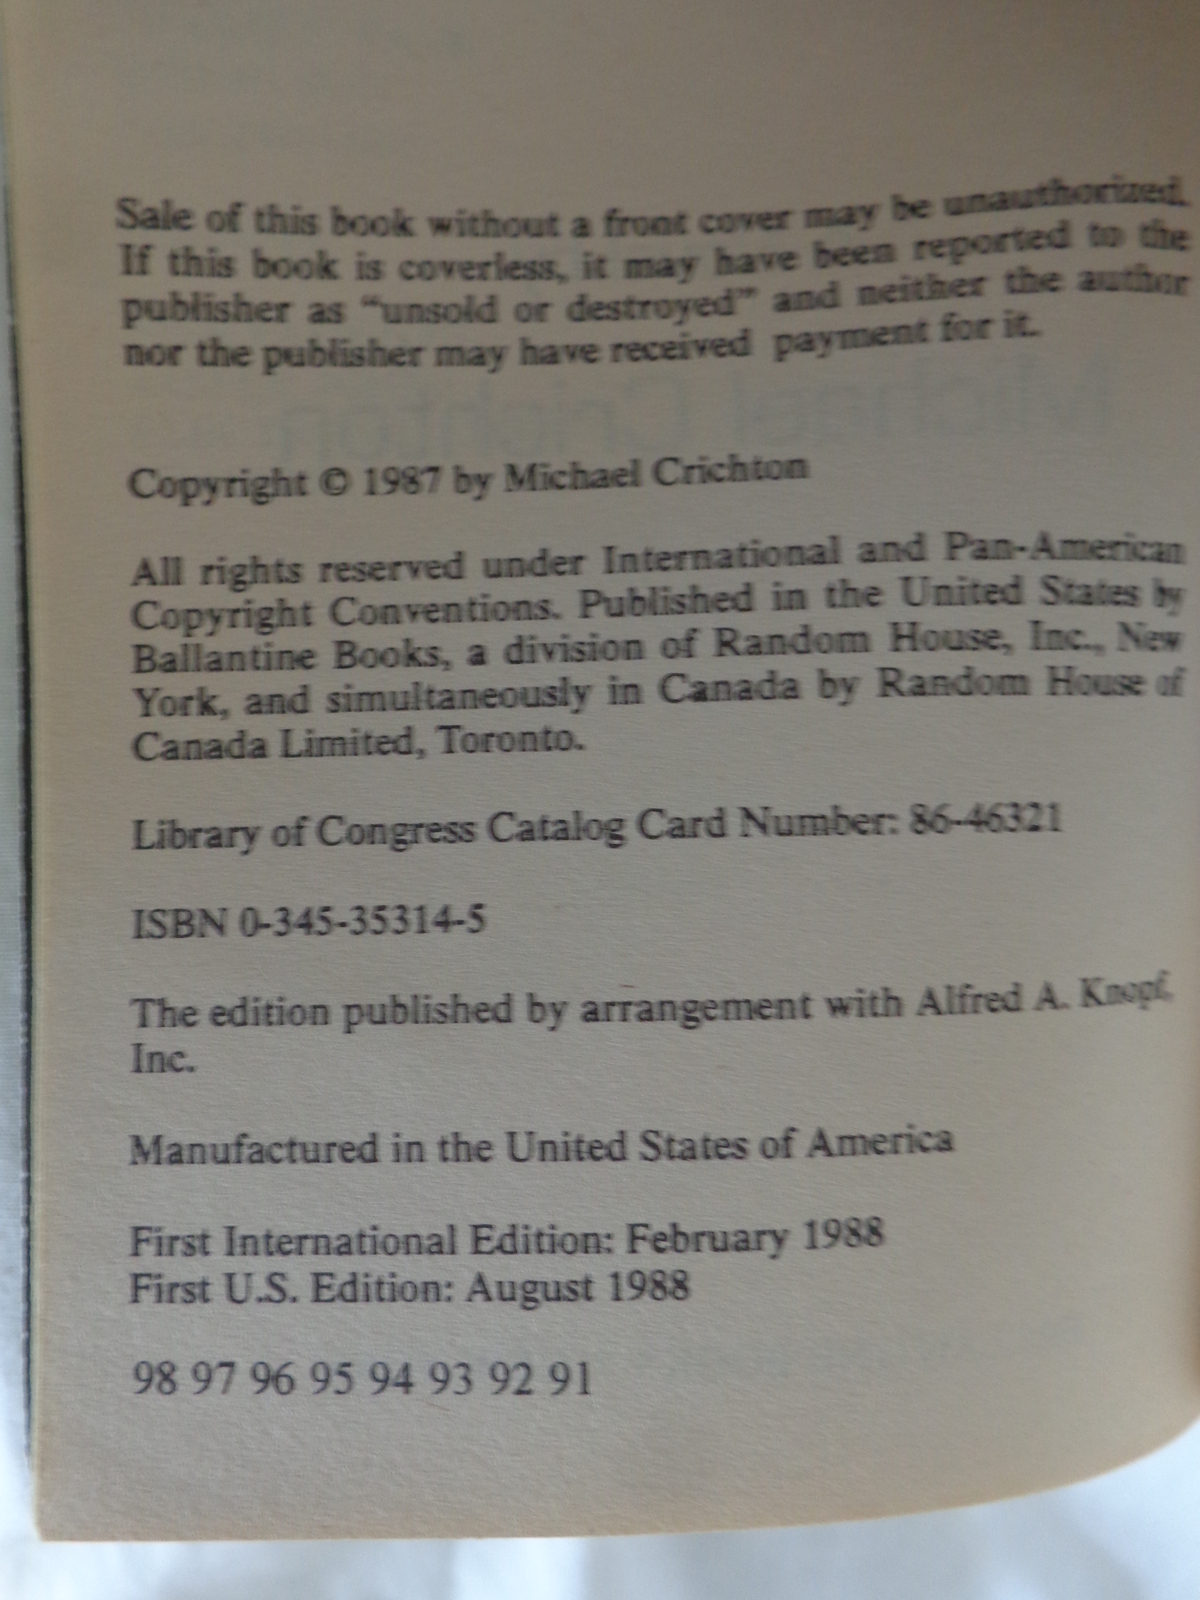 Sale of this book without a front cover may be unauthorized.
If this book is coverless, it may have been reported to the
publisher as “unsold or destroyed” and neither the author
nor the publisher may have received payment for it.
Copyright © 1987 by Michael Crichton
All rights reserved under International and Pan-American
Copyright Conventions. Published in the United States by
Ballantine Books, a division of Random House, Inc., New
York, and simultaneously in Canada by Random House of
Canada Limited, Toronto.
Library of Congress Catalog Card Number: 86-46321
ISBN 0-345-35314-5
The edition published by arrangement with Alfred A. Knopf,
Inc.
Manufactured in the United States of America
First International Edition: February 1988
First U.S. Edition: August 1988
98 97 96 95 94 93 92 91